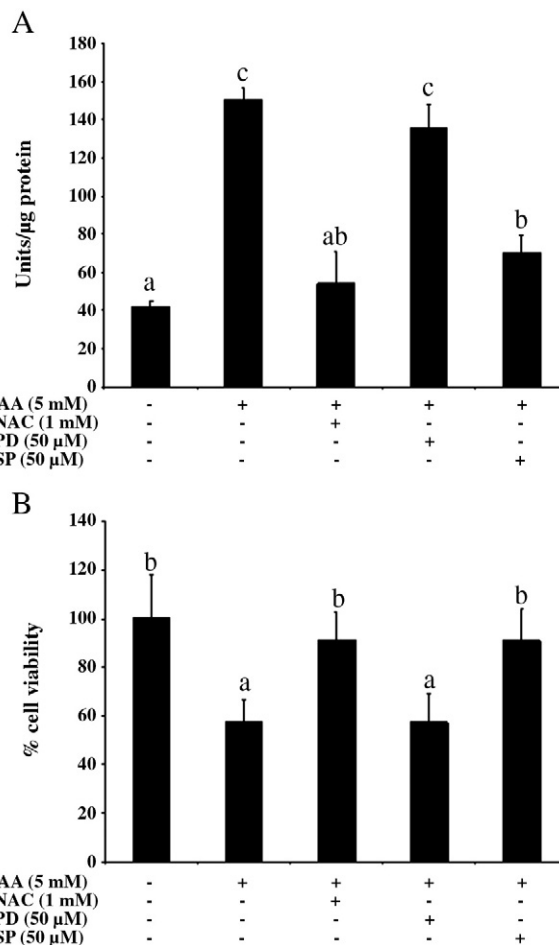 A
180
160
140
120
100
80
60
40
20
0
Units/µg protein
a
c
ab
c
b
AA (5 mM) - + + + +
NAC (1 mM) - - + - -
PD (50 µM) - - - + -
SP (50 µM) - - - - +
B
140
120
100
80
60
40
20
0
% cell viability
b
a
b
a
b
AA (5 mM) - + + + +
NAC (1 mM) - - + - -
PD (50 µM) - - - + -
SP (50 µM) - - - - +